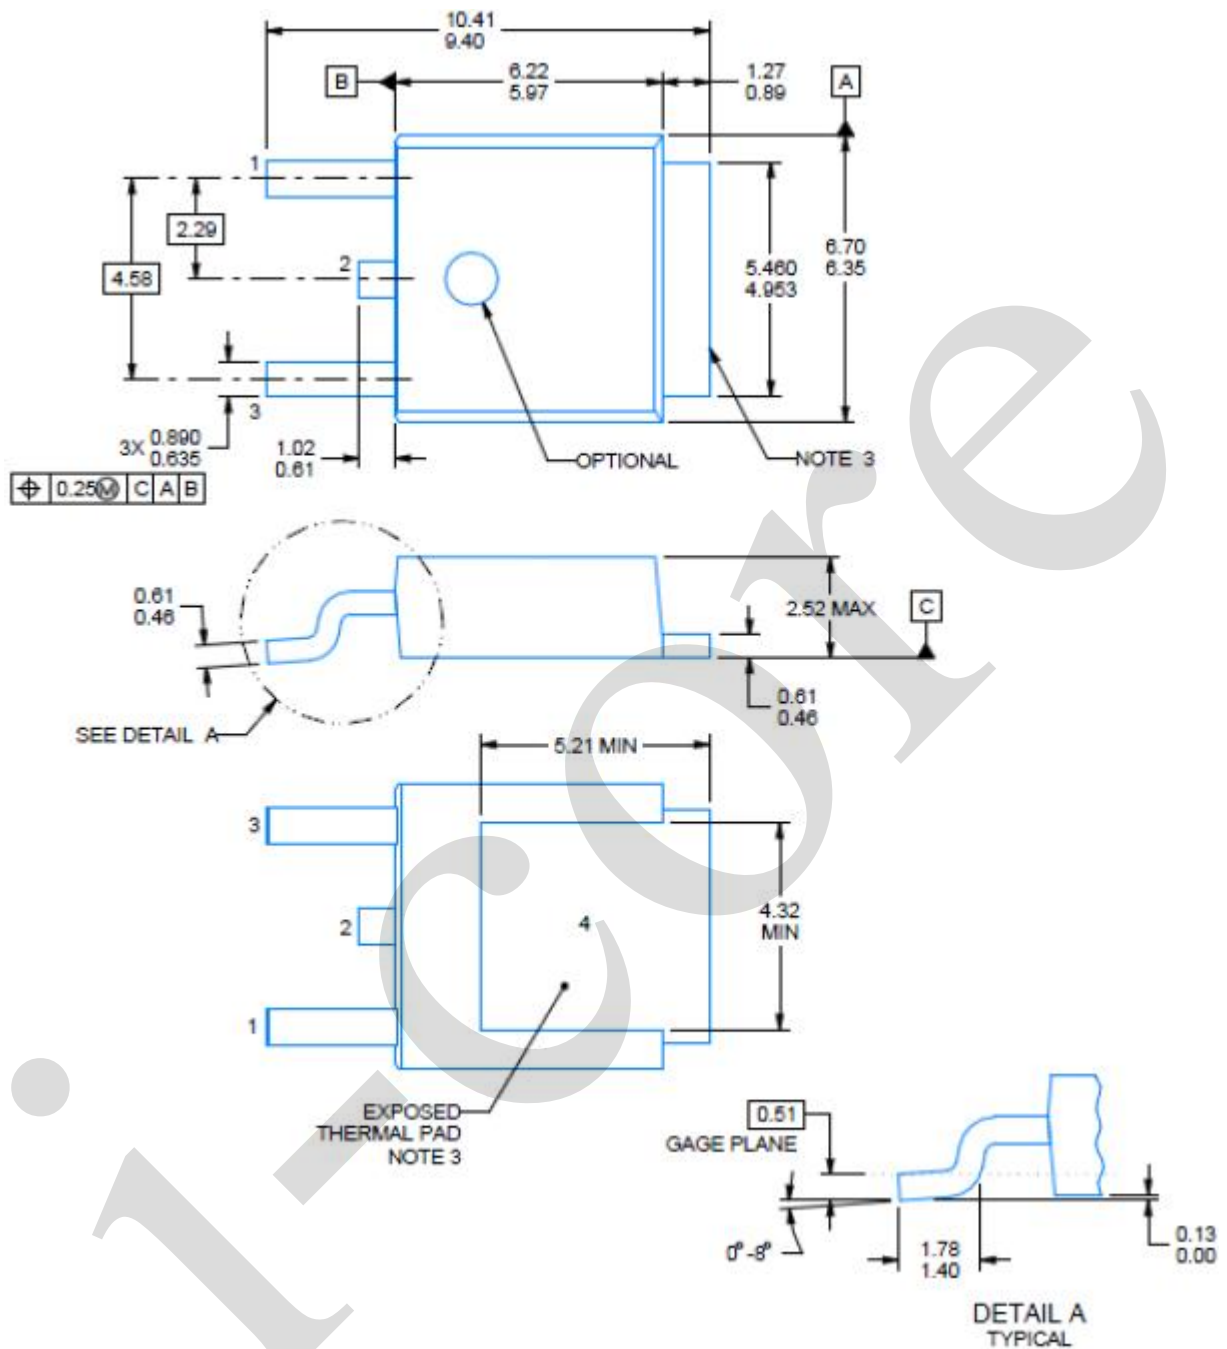 10.41
9.40
B
6.22
5.97
1.27
0.89
A
1
2.29
4.58
2
5.460
4.953
6.70
6.35
3
3X 0.890
0.635
1.02
0.61
OPTIONAL
NOTE 3
⌖ 0.25Ⓜ C A B
0.61
0.46
2.52 MAX
C
0.61
0.46
SEE DETAIL A
5.21 MIN
3
2
4
4.32
MIN
1
EXPOSED
THERMAL PAD
NOTE 3
0.51
GAGE PLANE
0°-8°
1.78
1.40
0.13
0.00
DETAIL A
TYPICAL
i-core